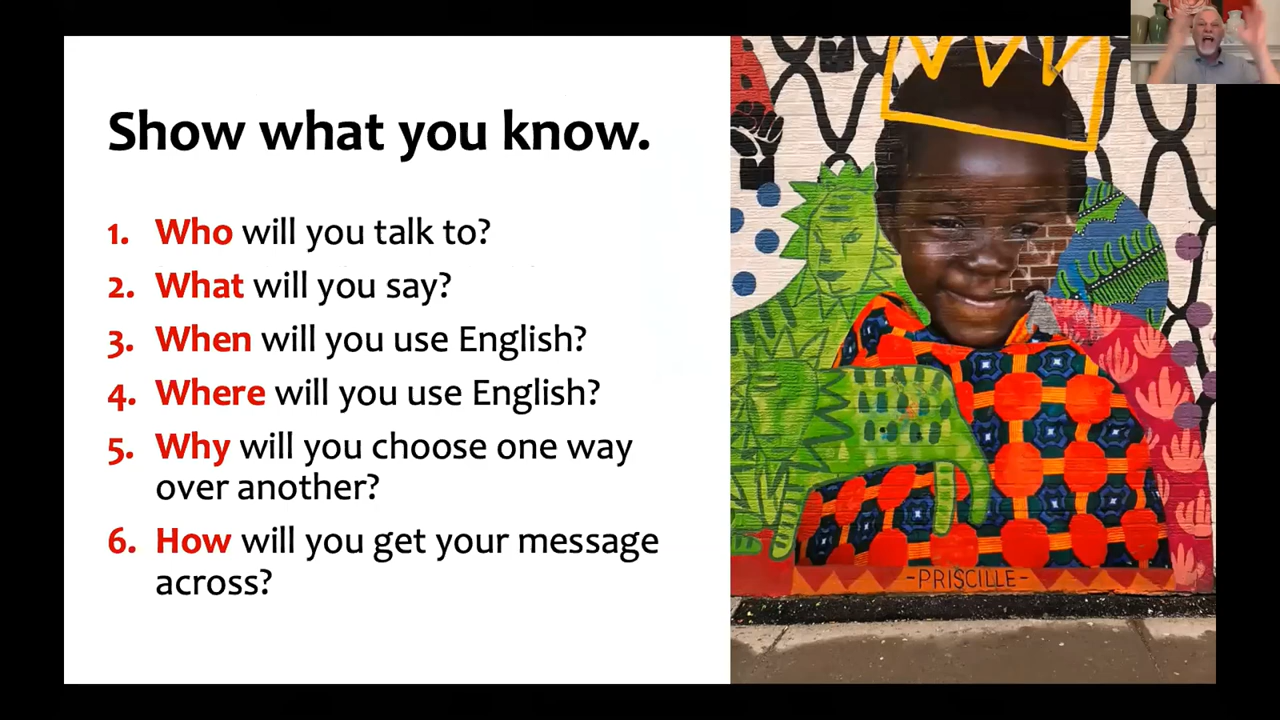 Show what you know.
1. Who will you talk to?
2. What will you say?
3. When will you use English?
4. Where will you use English?
5. Why will you choose one way
over another?
6. How will you get your message
across?
-PRISCILLE-